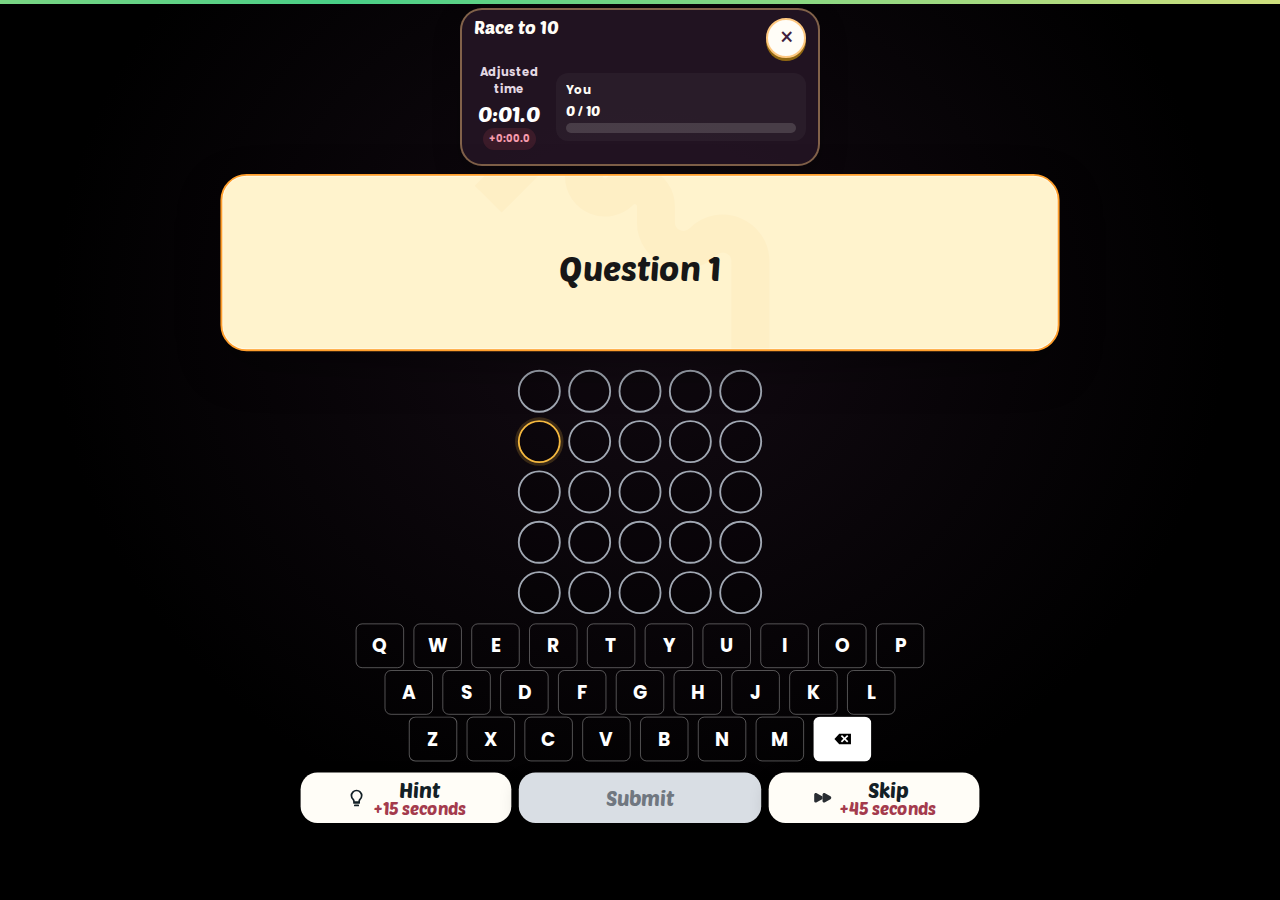 Race to 10
×
Adjusted
time
0:01.0
+0:00.0
You
0 / 10
Question 1
Q W E R T Y U I O P
A S D F G H J K L
Z X C V B N M
Hint
+15 seconds
Submit
Skip
+45 seconds